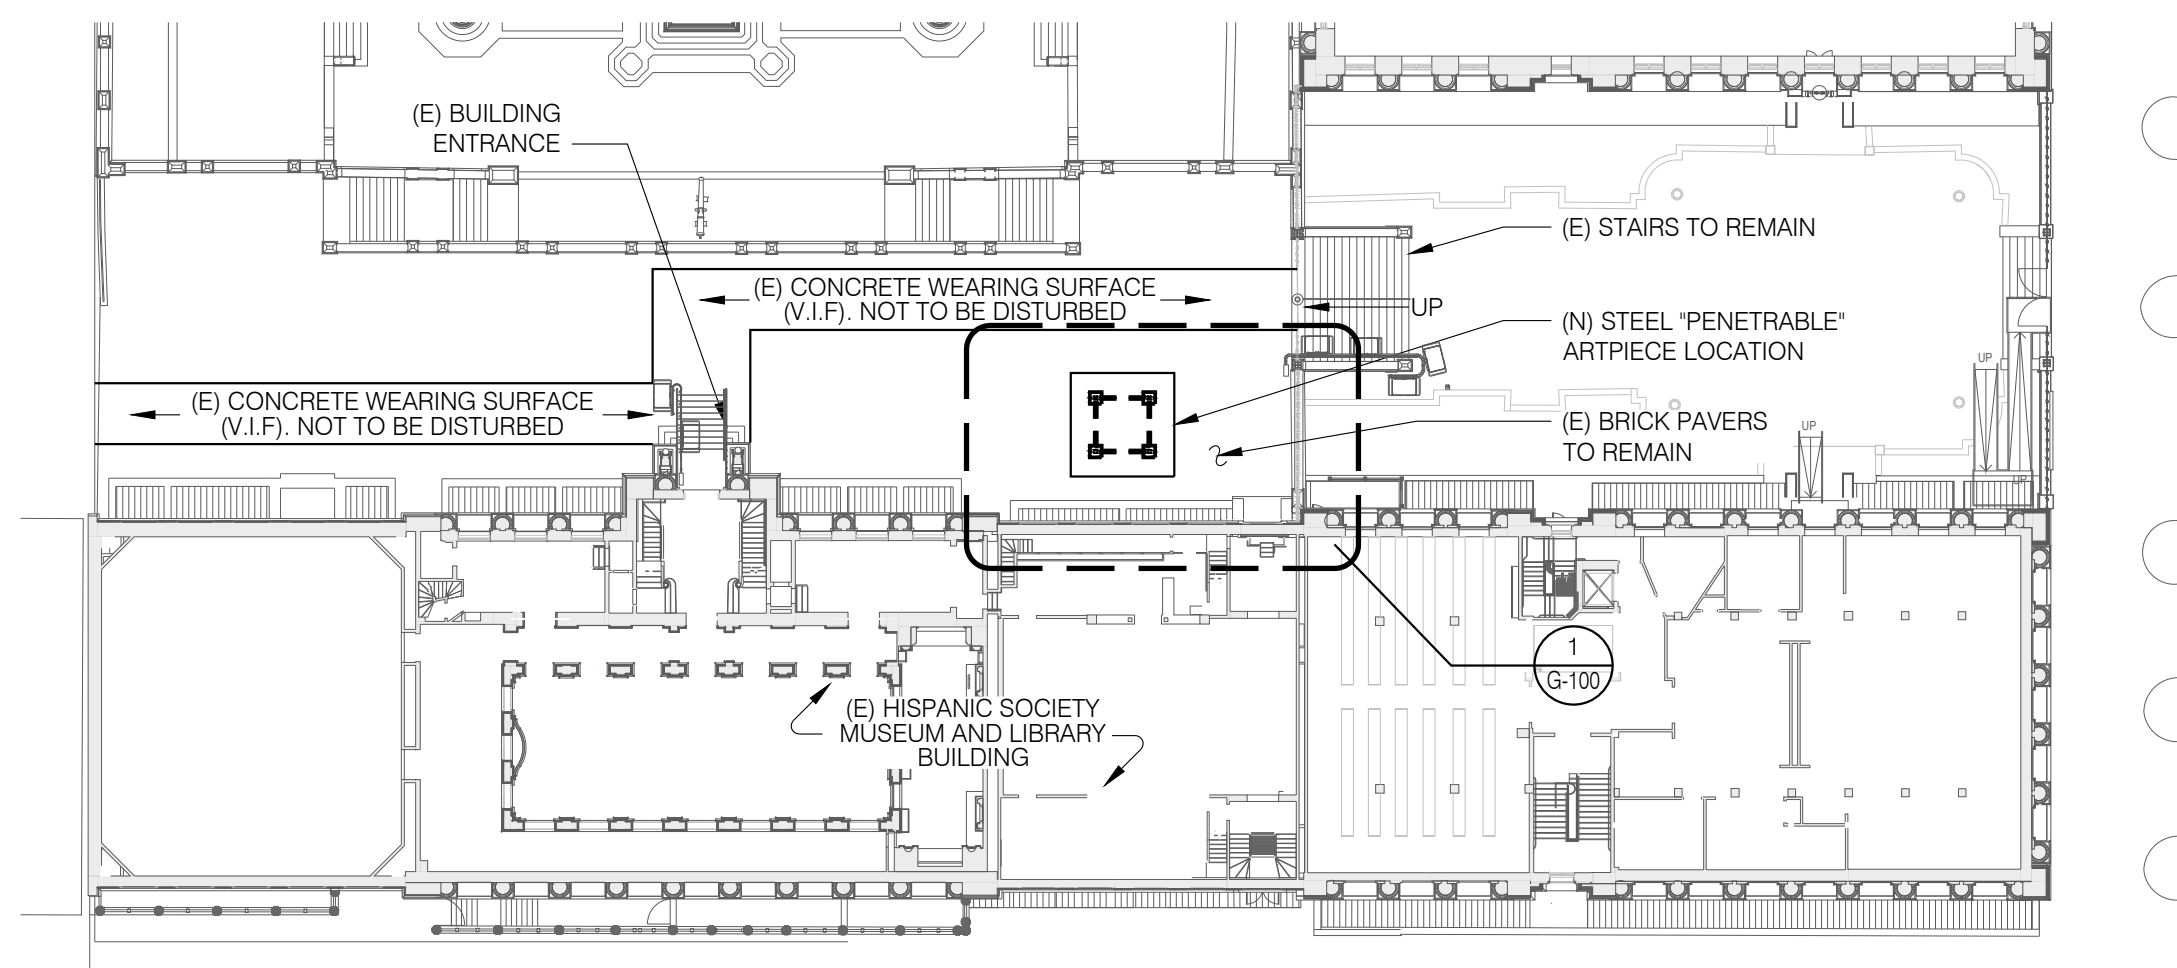 (E) BUILDING
ENTRANCE
(E) STAIRS TO REMAIN
(E) CONCRETE WEARING SURFACE
(V.I.F). NOT TO BE DISTURBED
UP
(N) STEEL "PENETRABLE"
ARTPIECE LOCATION
UP
(E) CONCRETE WEARING SURFACE
(V.I.F). NOT TO BE DISTURBED
(E) BRICK PAVERS
TO REMAIN
UP
UP
1
G-100
(E) HISPANIC SOCIETY
MUSEUM AND LIBRARY
BUILDING